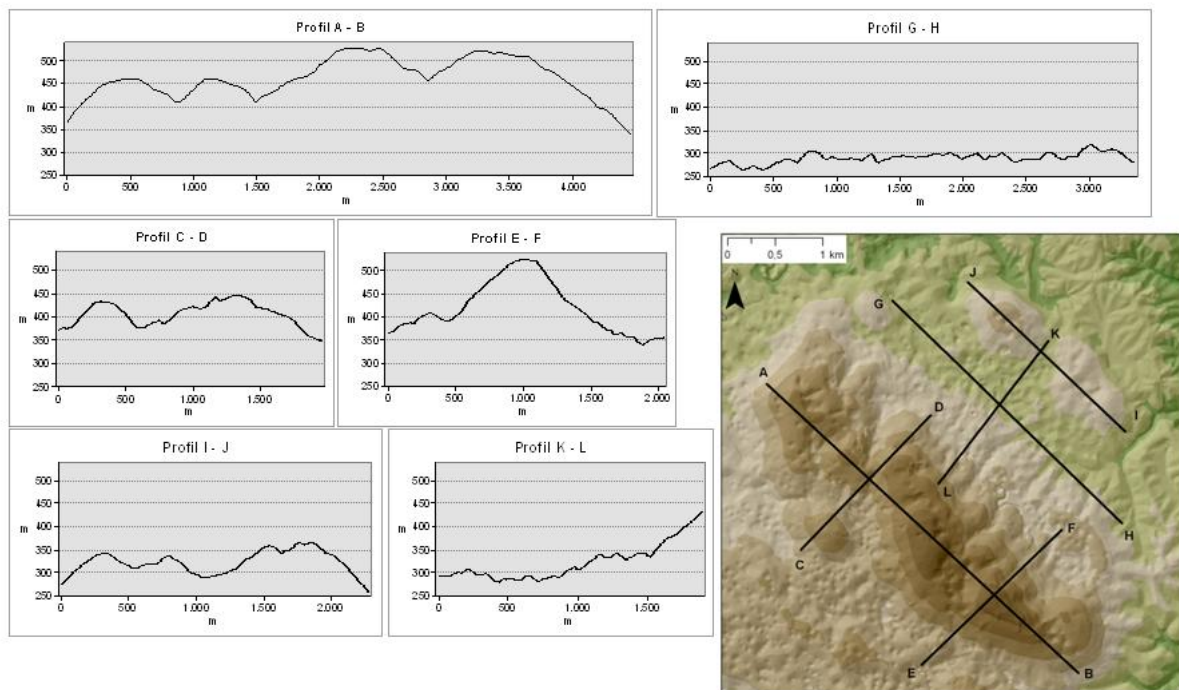 Profil A - B
500
450
400
350
300
250
m
0
500
1.000
1.500
2.000
2.500
3.000
3.500
4.000
m
Profil G - H
500
450
400
350
300
250
m
0
500
1.000
1.500
2.000
2.500
3.000
m
Profil C - D
500
450
400
350
300
250
m
0
500
1.000
1.500
m
Profil E - F
500
450
400
350
300
250
m
0
500
1.000
1.500
2.000
m
Profil I - J
500
450
400
350
300
250
m
0
500
1.000
1.500
2.000
m
Profil K - L
500
450
400
350
300
250
m
0
500
1.000
1.500
m
0 0,5 1 km
N
J
G
K
A
D
I
L
F
H
C
E
B